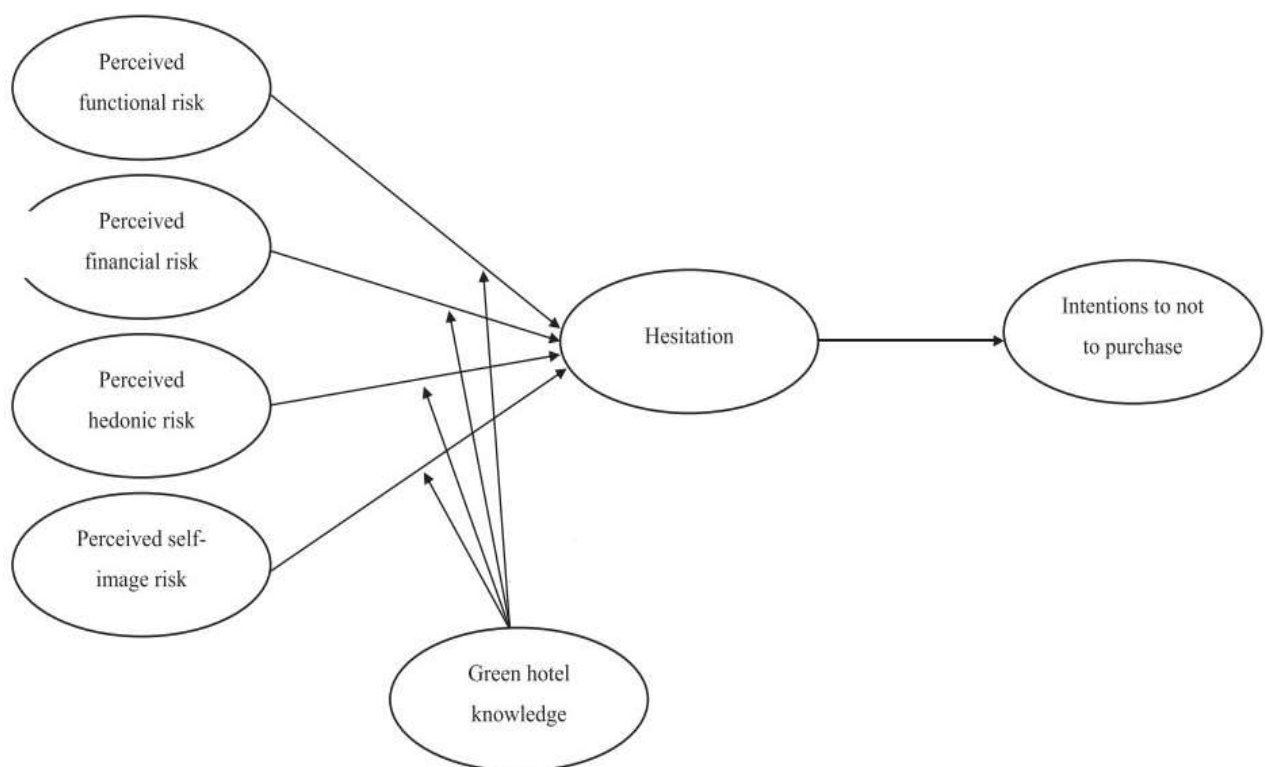 Perceived
functional risk
Perceived
financial risk
Perceived
hedonic risk
Perceived self-
image risk
Hesitation
Intentions to not
to purchase
Green hotel
knowledge